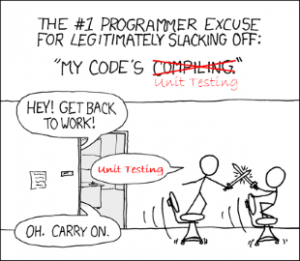 THE #1 PROGRAMMER EXCUSE
FOR LEGITIMATELY SLACKING OFF:
"MY CODE'S COMPILING."
Unit Testing
HEY! GET BACK
TO WORK!
Unit Testing
OH. CARRY ON.